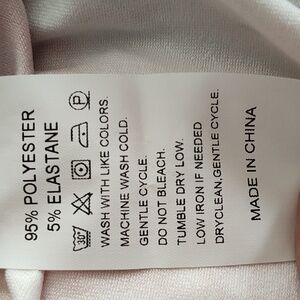 95% POLYESTER
5% ELASTANE
30°
P
WASH WITH LIKE COLORS.
MACHINE WASH COLD.
GENTLE CYCLE.
DO NOT BLEACH.
TUMBLE DRY LOW.
LOW IRON IF NEEDED
DRYCLEAN,GENTLE CYCLE.
MADE IN CHINA